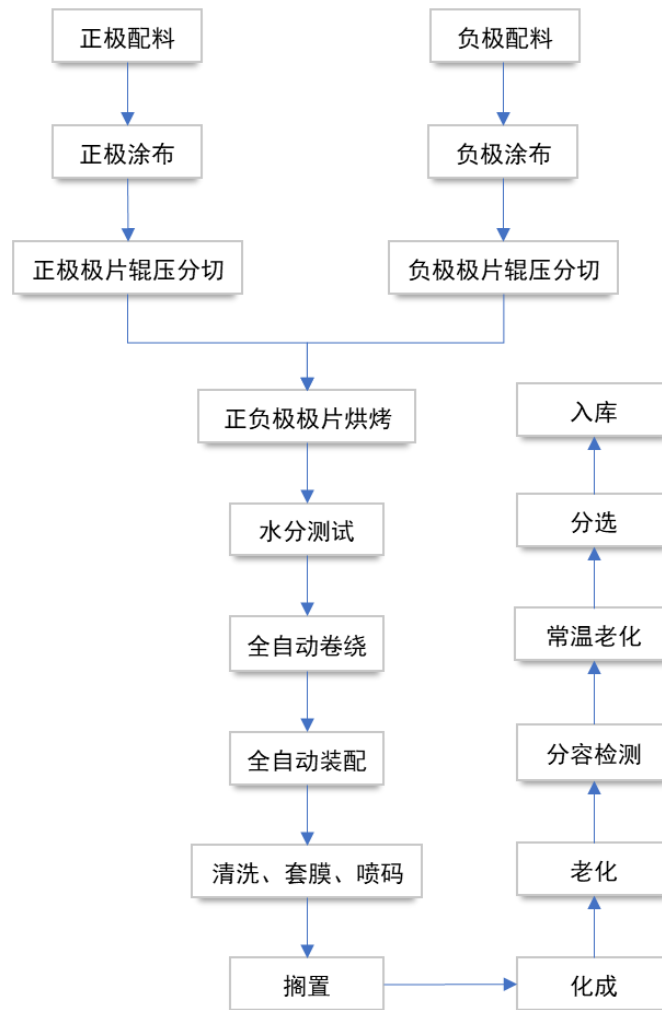 正极配料
负极配料
正极涂布
负极涂布
正极极片辊压分切
负极极片辊压分切
正负极极片烘烤
水分测试
全自动卷绕
全自动装配
清洗、套膜、喷码
搁置
化成
老化
分容检测
常温老化
分选
入库